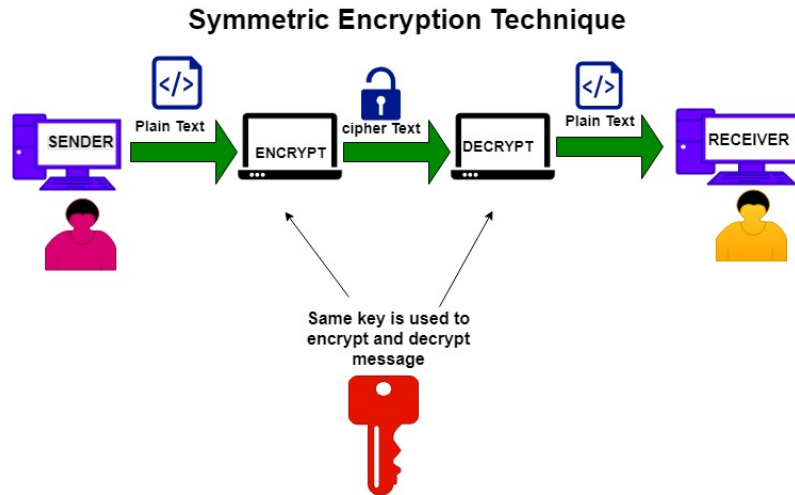 Symmetric Encryption Technique
</>
</>
Plain Text
cipher Text
Plain Text
SENDER
ENCRYPT
DECRYPT
RECEIVER
Same key is used to
encrypt and decrypt
message